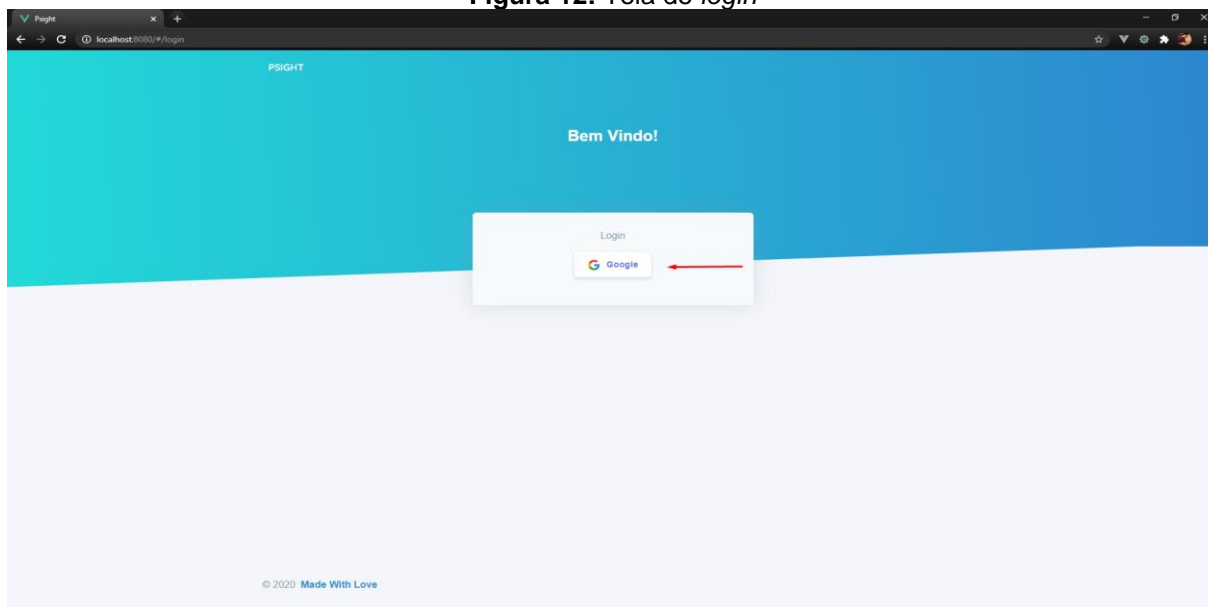 Figura 12: Tela de login
Psight
localhost:8080/#/login
PSIGHT
Bem Vindo!
Login
Google
© 2020 Made With Love